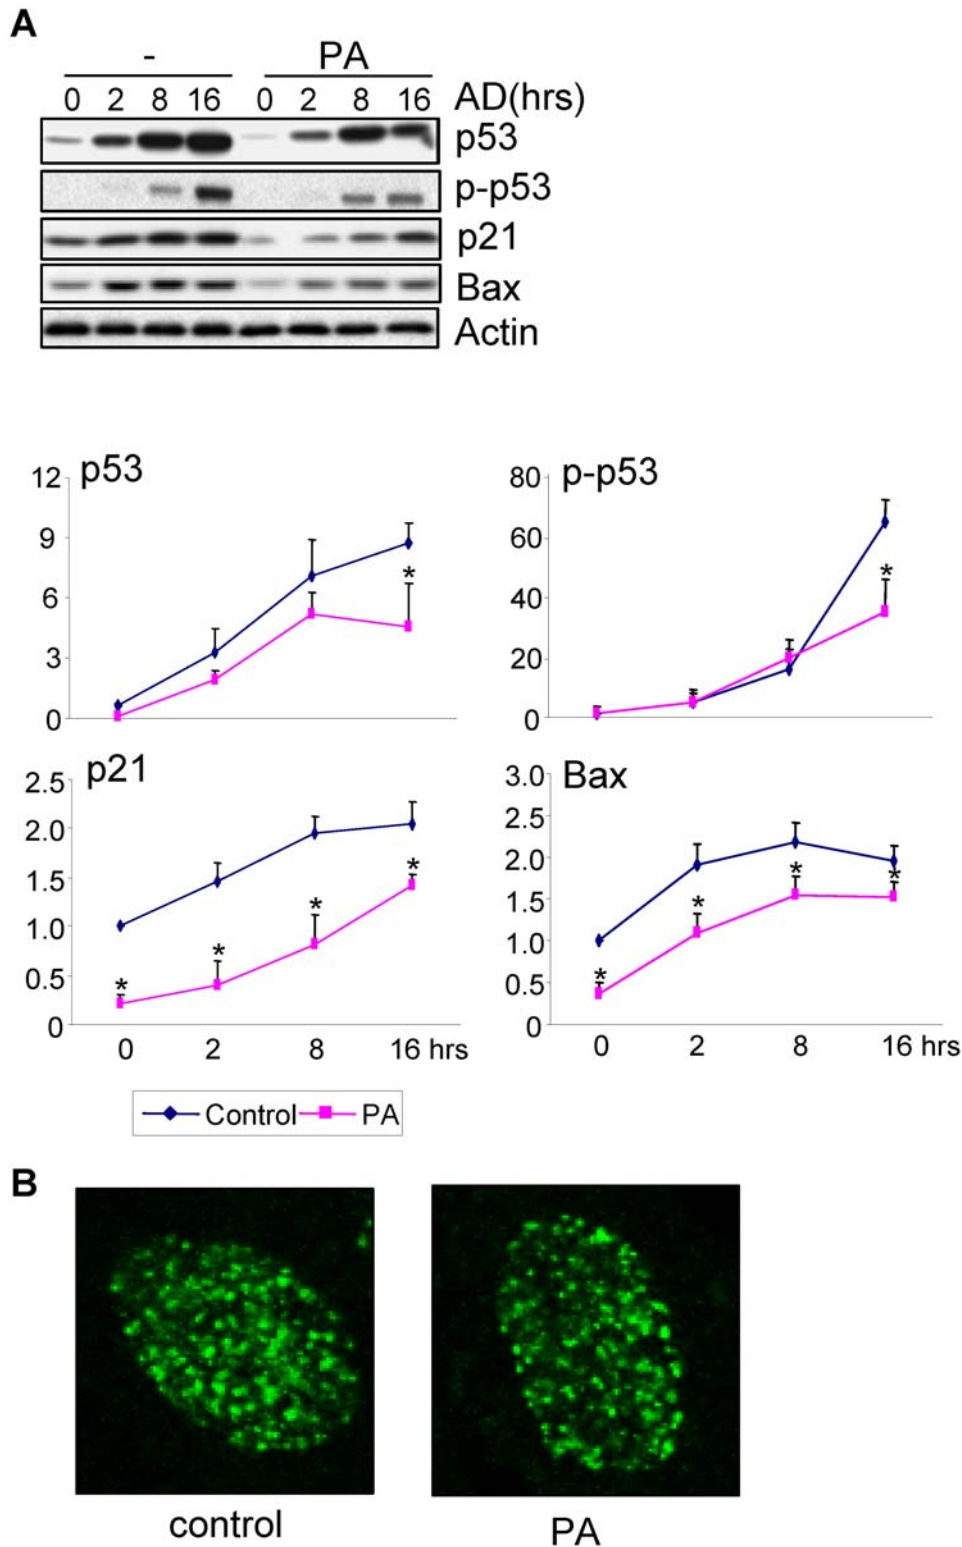 A
- PA
0 2 8 16 0 2 8 16 AD(hrs)
p53
p-p53
p21
Bax
Actin
p53
12
9
6
3
0
*
p-p53
80
60
40
20
0
*
p21
2.5
2.0
1.5
1.0
0.5
0
* * * *
0 2 8 16 hrs
Bax
3.0
2.5
2.0
1.5
1.0
0.5
0
* * * *
0 2 8 16 hrs
Control PA
B
control PA